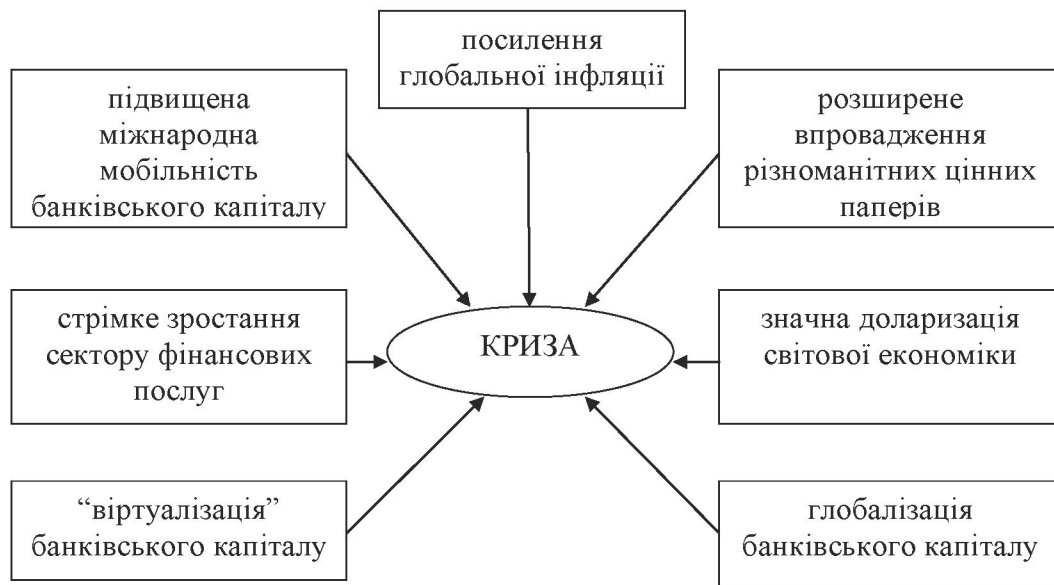 посилення
глобальної інфляції
підвищена
міжнародна
мобільність
банківського капіталу
розширене
впровадження
різноманітних цінних
паперів
стрімке зростання
сектору фінансових
послуг
КРИЗА
значна доларизація
світової економіки
“віртуалізація”
банківського капіталу
глобалізація
банківського капіталу